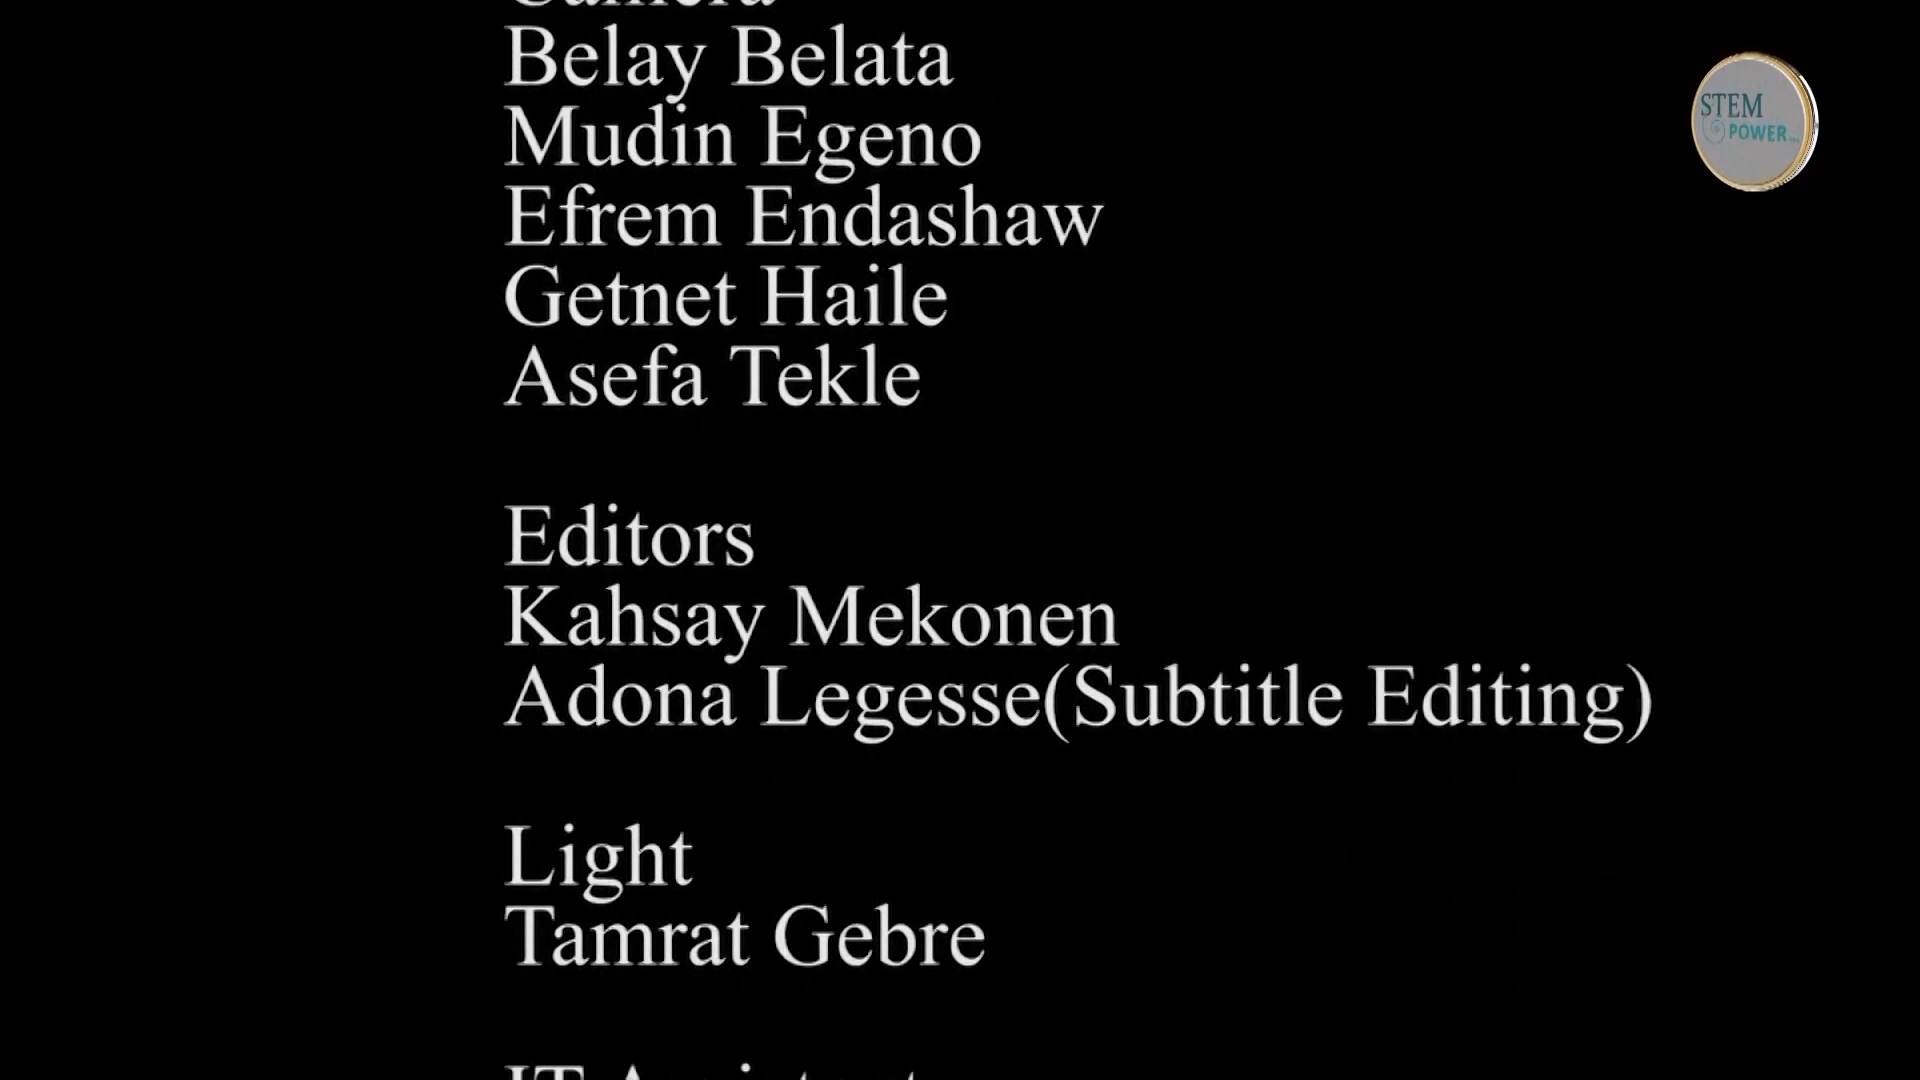 Camera
Belay Belata
Mudin Egeno
Efrem Endashaw
Getnet Haile
Asefa Tekle
Editors
Kahsay Mekonen
Adona Legesse(Subtitle Editing)
Light
Tamrat Gebre
STEM
POWER